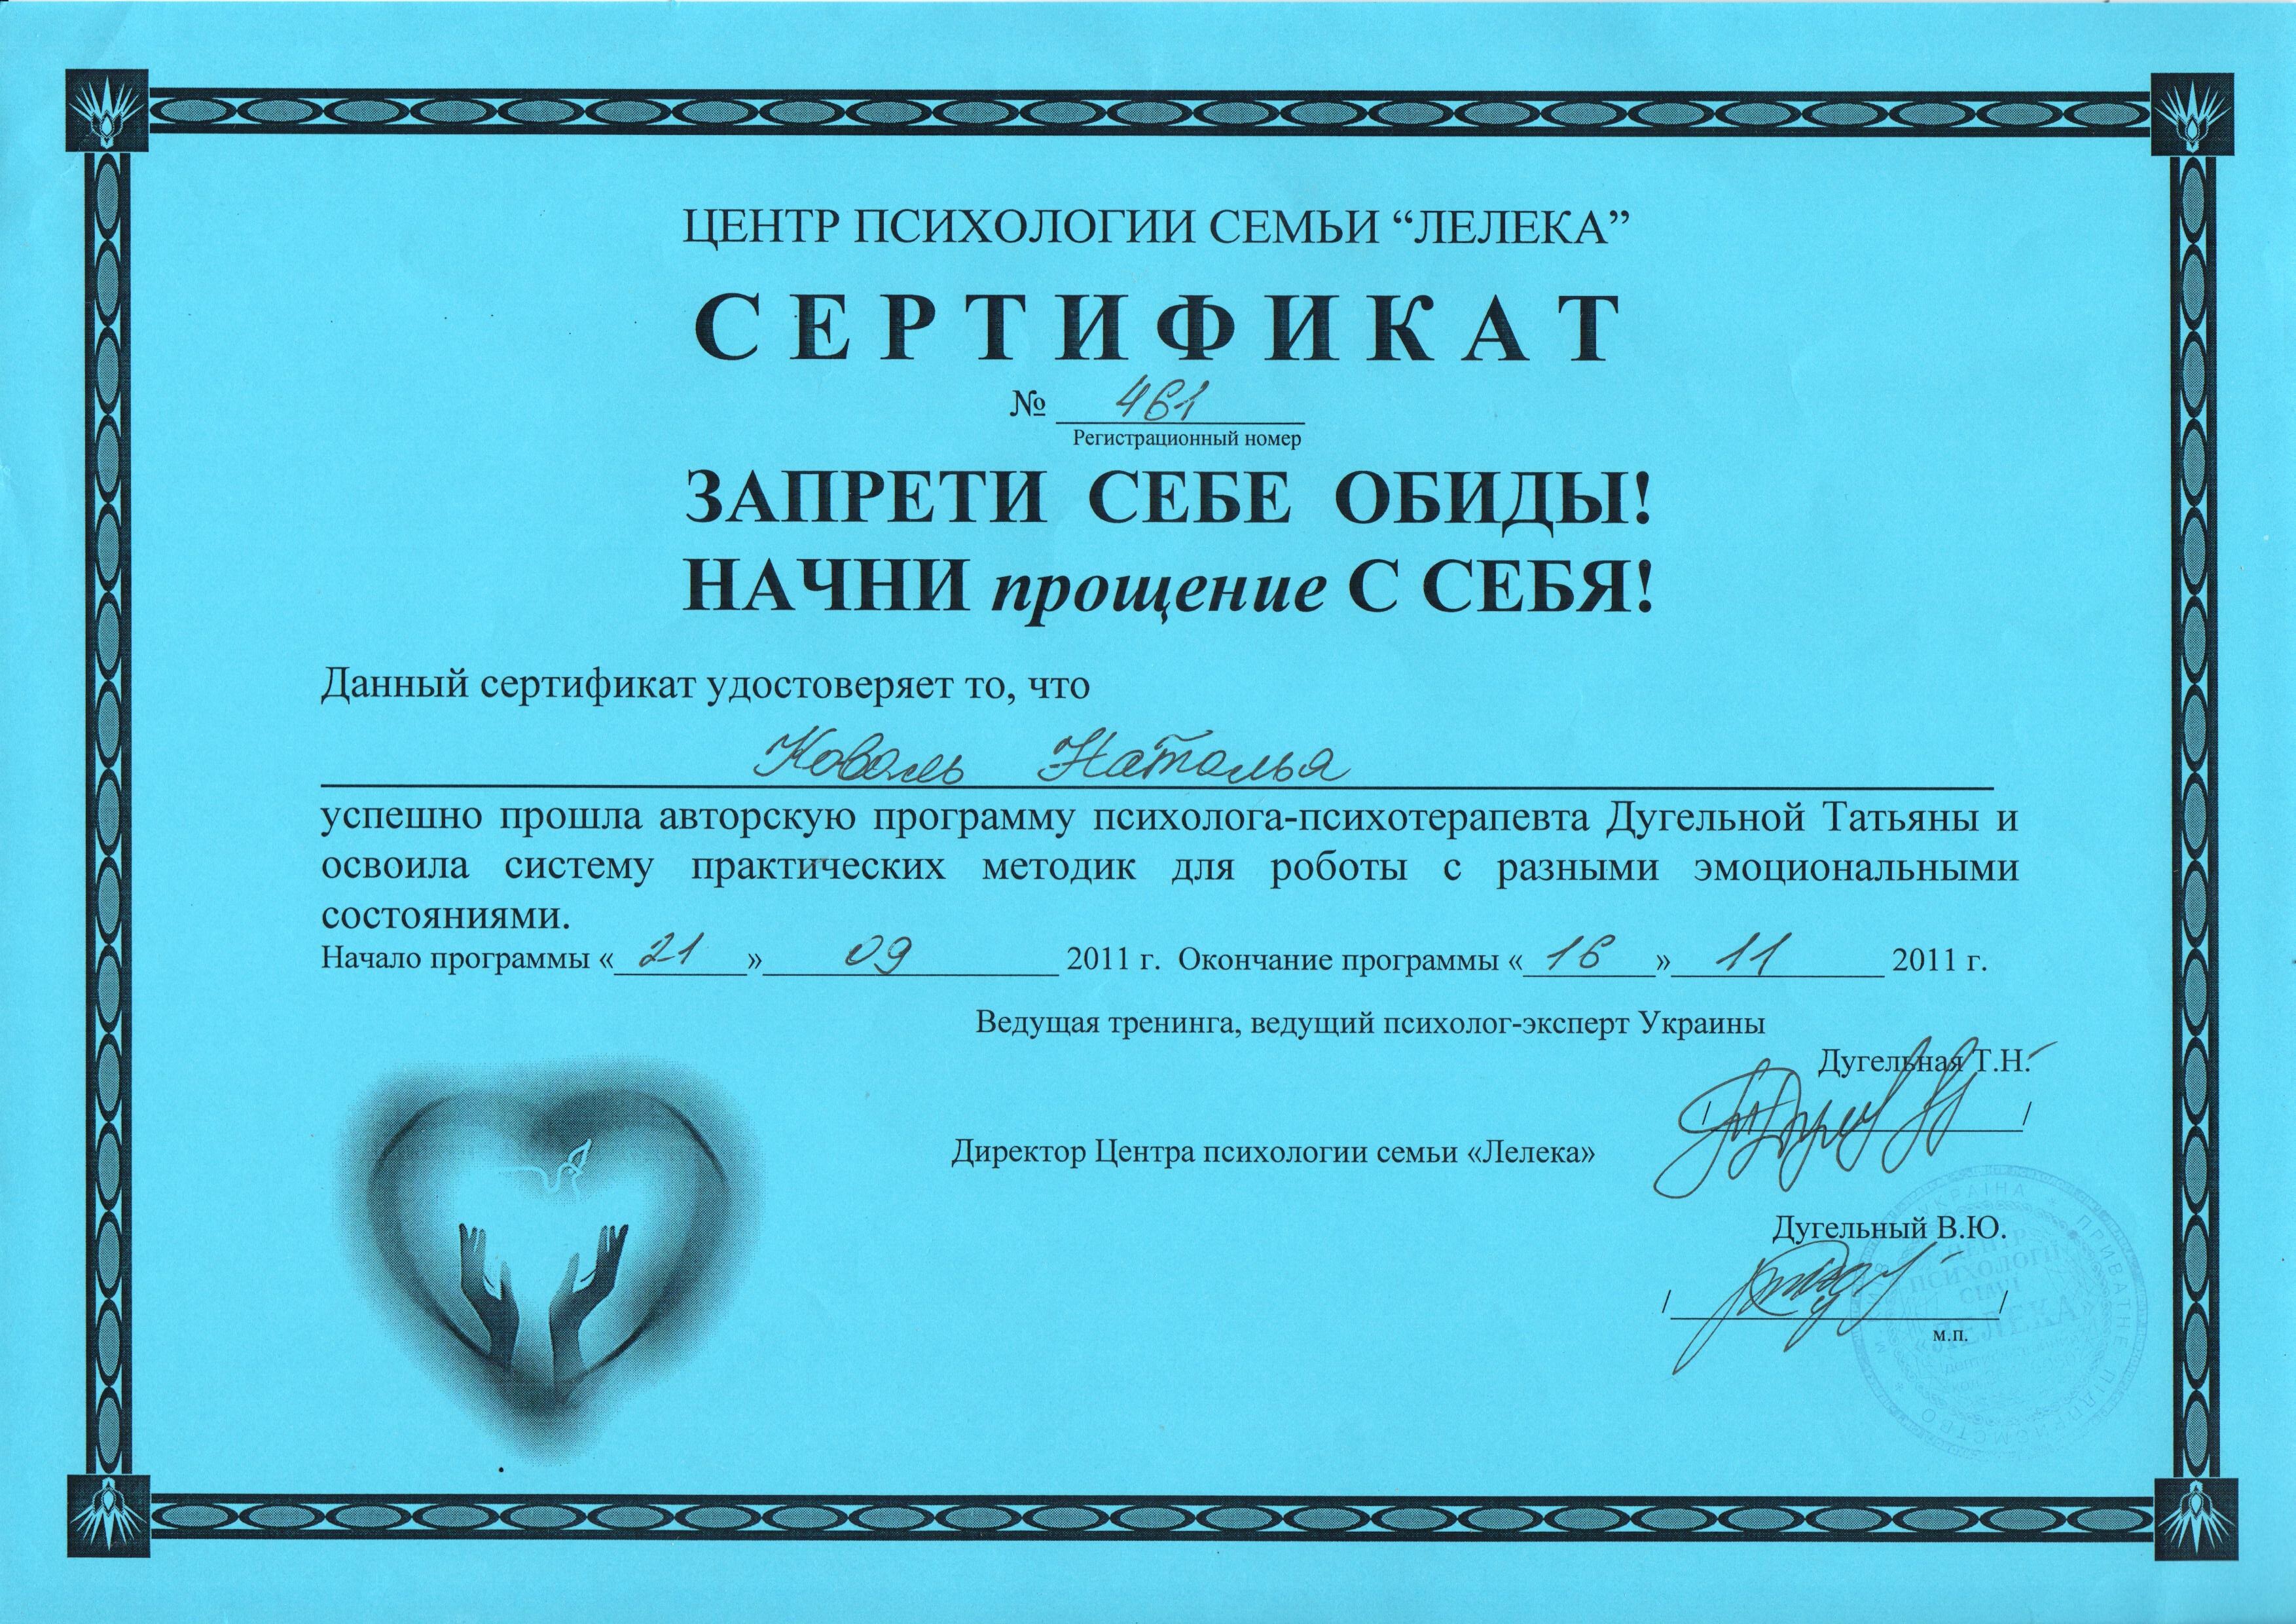 ЦЕНТР ПСИХОЛОГИИ СЕМЬИ “ЛЕЛЕКА”
СЕРТИФИКАТ
№ 461
Регистрационный номер
ЗАПРЕТИ СЕБЕ ОБИДЫ!
НАЧНИ прощение С СЕБЯ!
Данный сертификат удостоверяет то, что
Коваль Наталья
успешно прошла авторскую программу психолога-психотерапевта Дугельной Татьяны и
освоила систему практических методик для роботы с разными эмоциональными
состояниями.
Начало программы « 21 » 09 2011 г. Окончание программы « 16 » 11 2011 г.
Ведущая тренинга, ведущий психолог-эксперт Украины
Дугельная Т.Н.
/ /
Директор Центра психологии семьи «Лелека»
Дугельный В.Ю.
/ /
м.п.
УКРАЇНА * ПРИВАТНЕ ПІДПРИЄМСТВО
ЦЕНТР
ПСИХОЛОГІЇ
СІМ'Ї
«ЛЕЛЕКА»